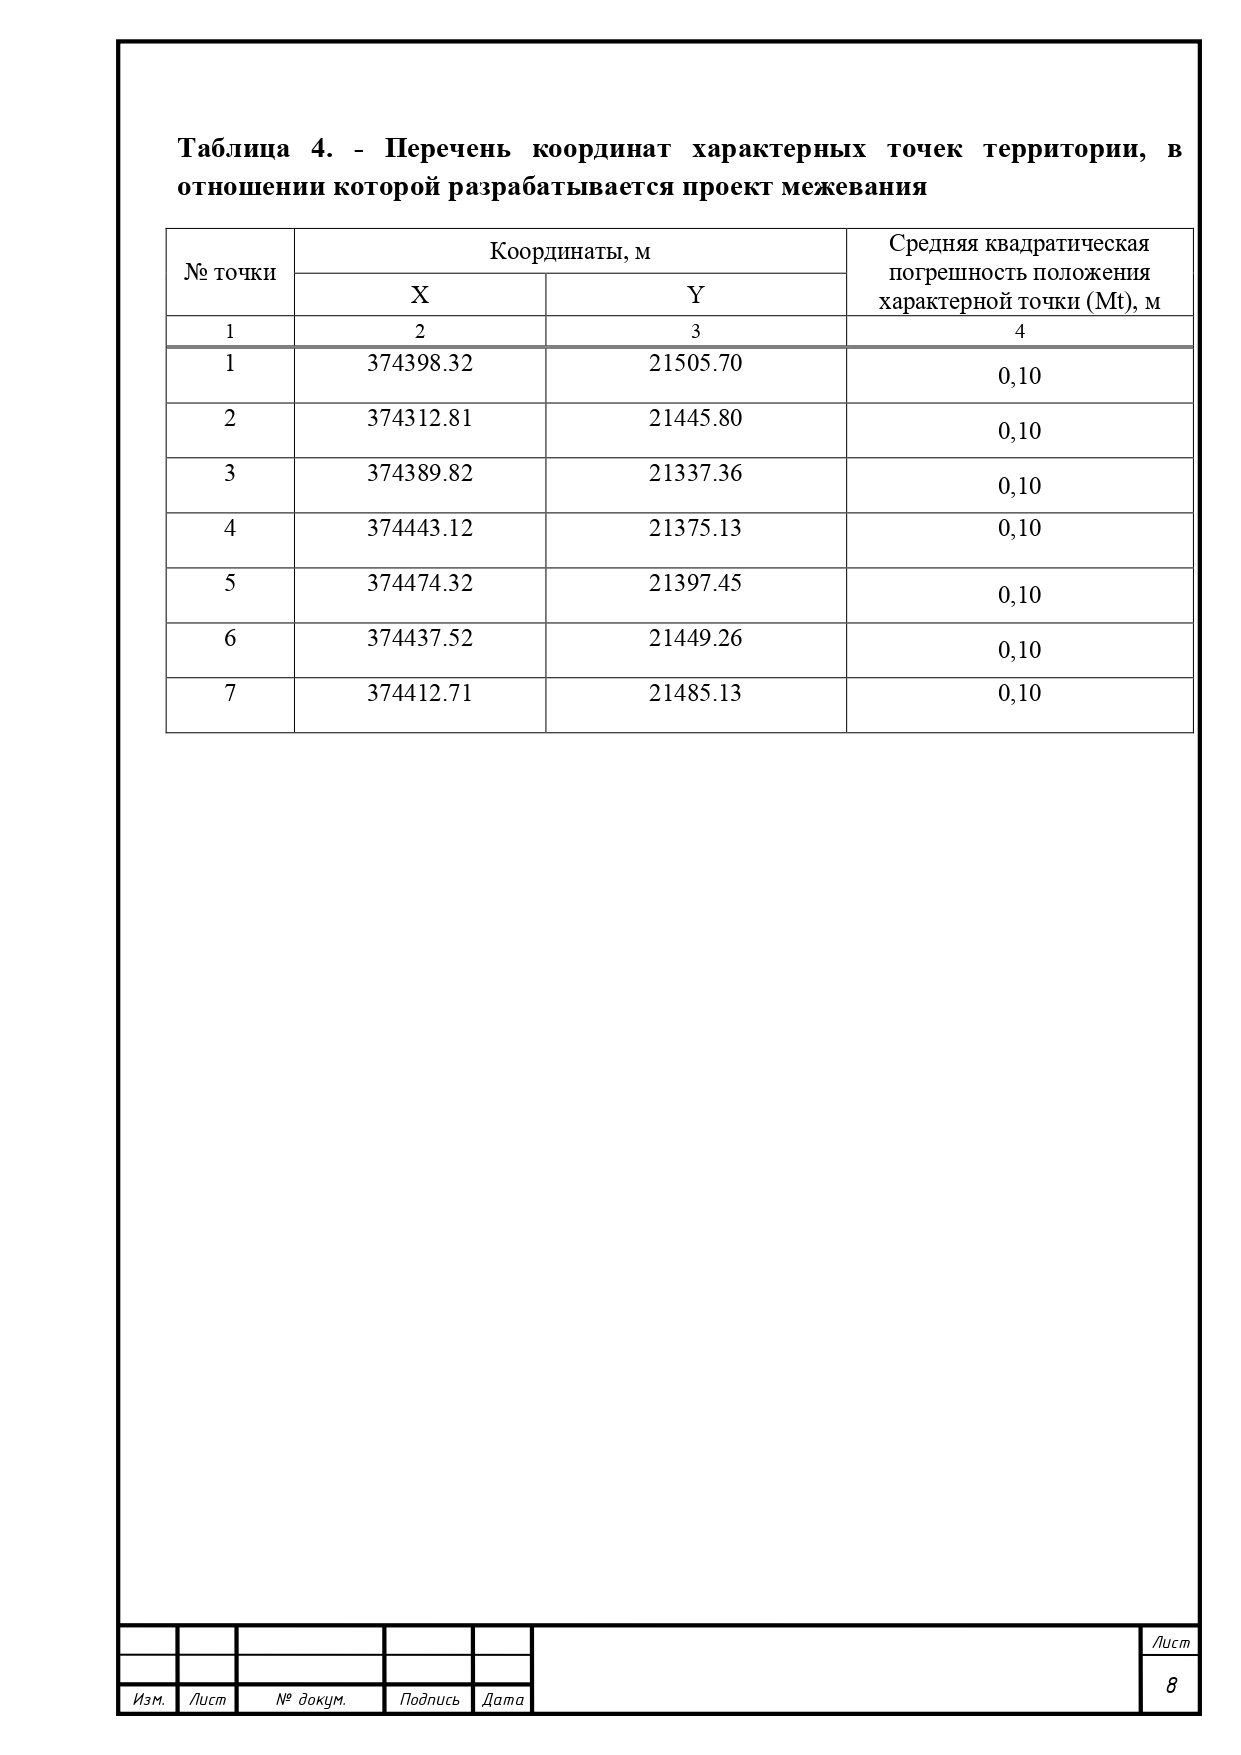 Таблица 4. - Перечень координат характерных точек территории, в
отношении которой разрабатывается проект межевания
№ точки Координаты, м Средняя квадратическая
погрешность положения
характерной точки (Mt), м
X Y
1 2 3 4
1 374398.32 21505.70 0,10
2 374312.81 21445.80 0,10
3 374389.82 21337.36 0,10
4 374443.12 21375.13 0,10
5 374474.32 21397.45 0,10
6 374437.52 21449.26 0,10
7 374412.71 21485.13 0,10
Лист
8
Изм. Лист № докум. Подпись Дата